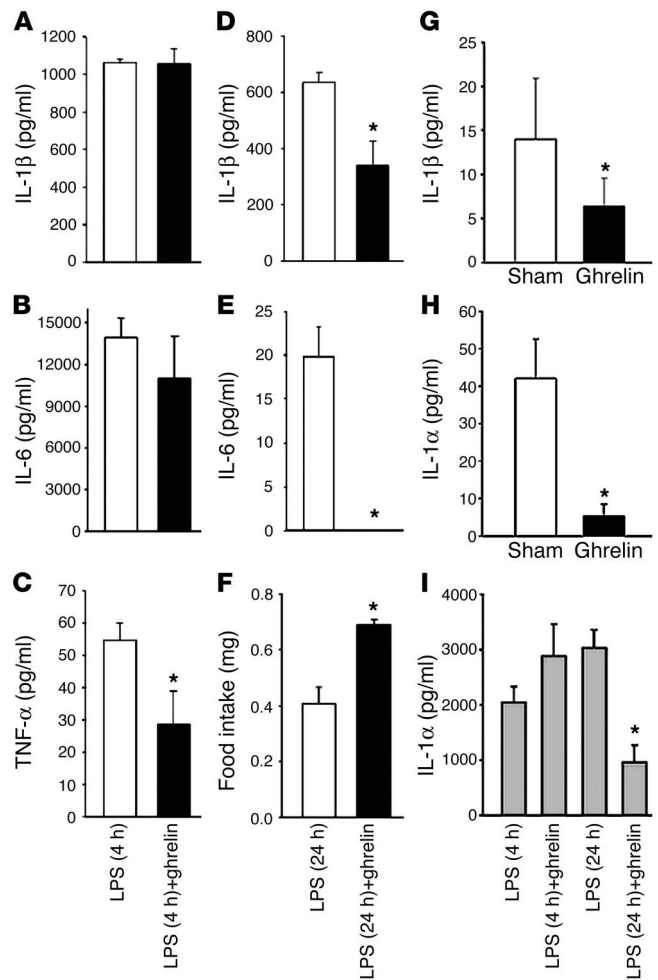 A
IL-1β (pg/ml)
1200
1000
800
600
400
200
0
D
IL-1β (pg/ml)
800
600
400
200
0
*
G
IL-1β (pg/ml)
25
20
15
10
5
0
*
Sham Ghrelin
B
IL-6 (pg/ml)
15000
12000
9000
6000
3000
0
E
IL-6 (pg/ml)
25
20
15
10
5
0
*
H
IL-1α (pg/ml)
60
50
40
30
20
10
0
*
Sham Ghrelin
C
TNF-α (pg/ml)
70
60
50
40
30
20
10
0
*
LPS (4 h)
LPS (4 h)+ghrelin
F
Food intake (mg)
0.8
0.6
0.4
0.2
0.0
*
LPS (24 h)
LPS (24 h)+ghrelin
I
IL-1α (pg/ml)
3000
2000
1000
0
*
LPS (4 h)
LPS (4 h)+ghrelin
LPS (24 h)
LPS (24 h)+ghrelin